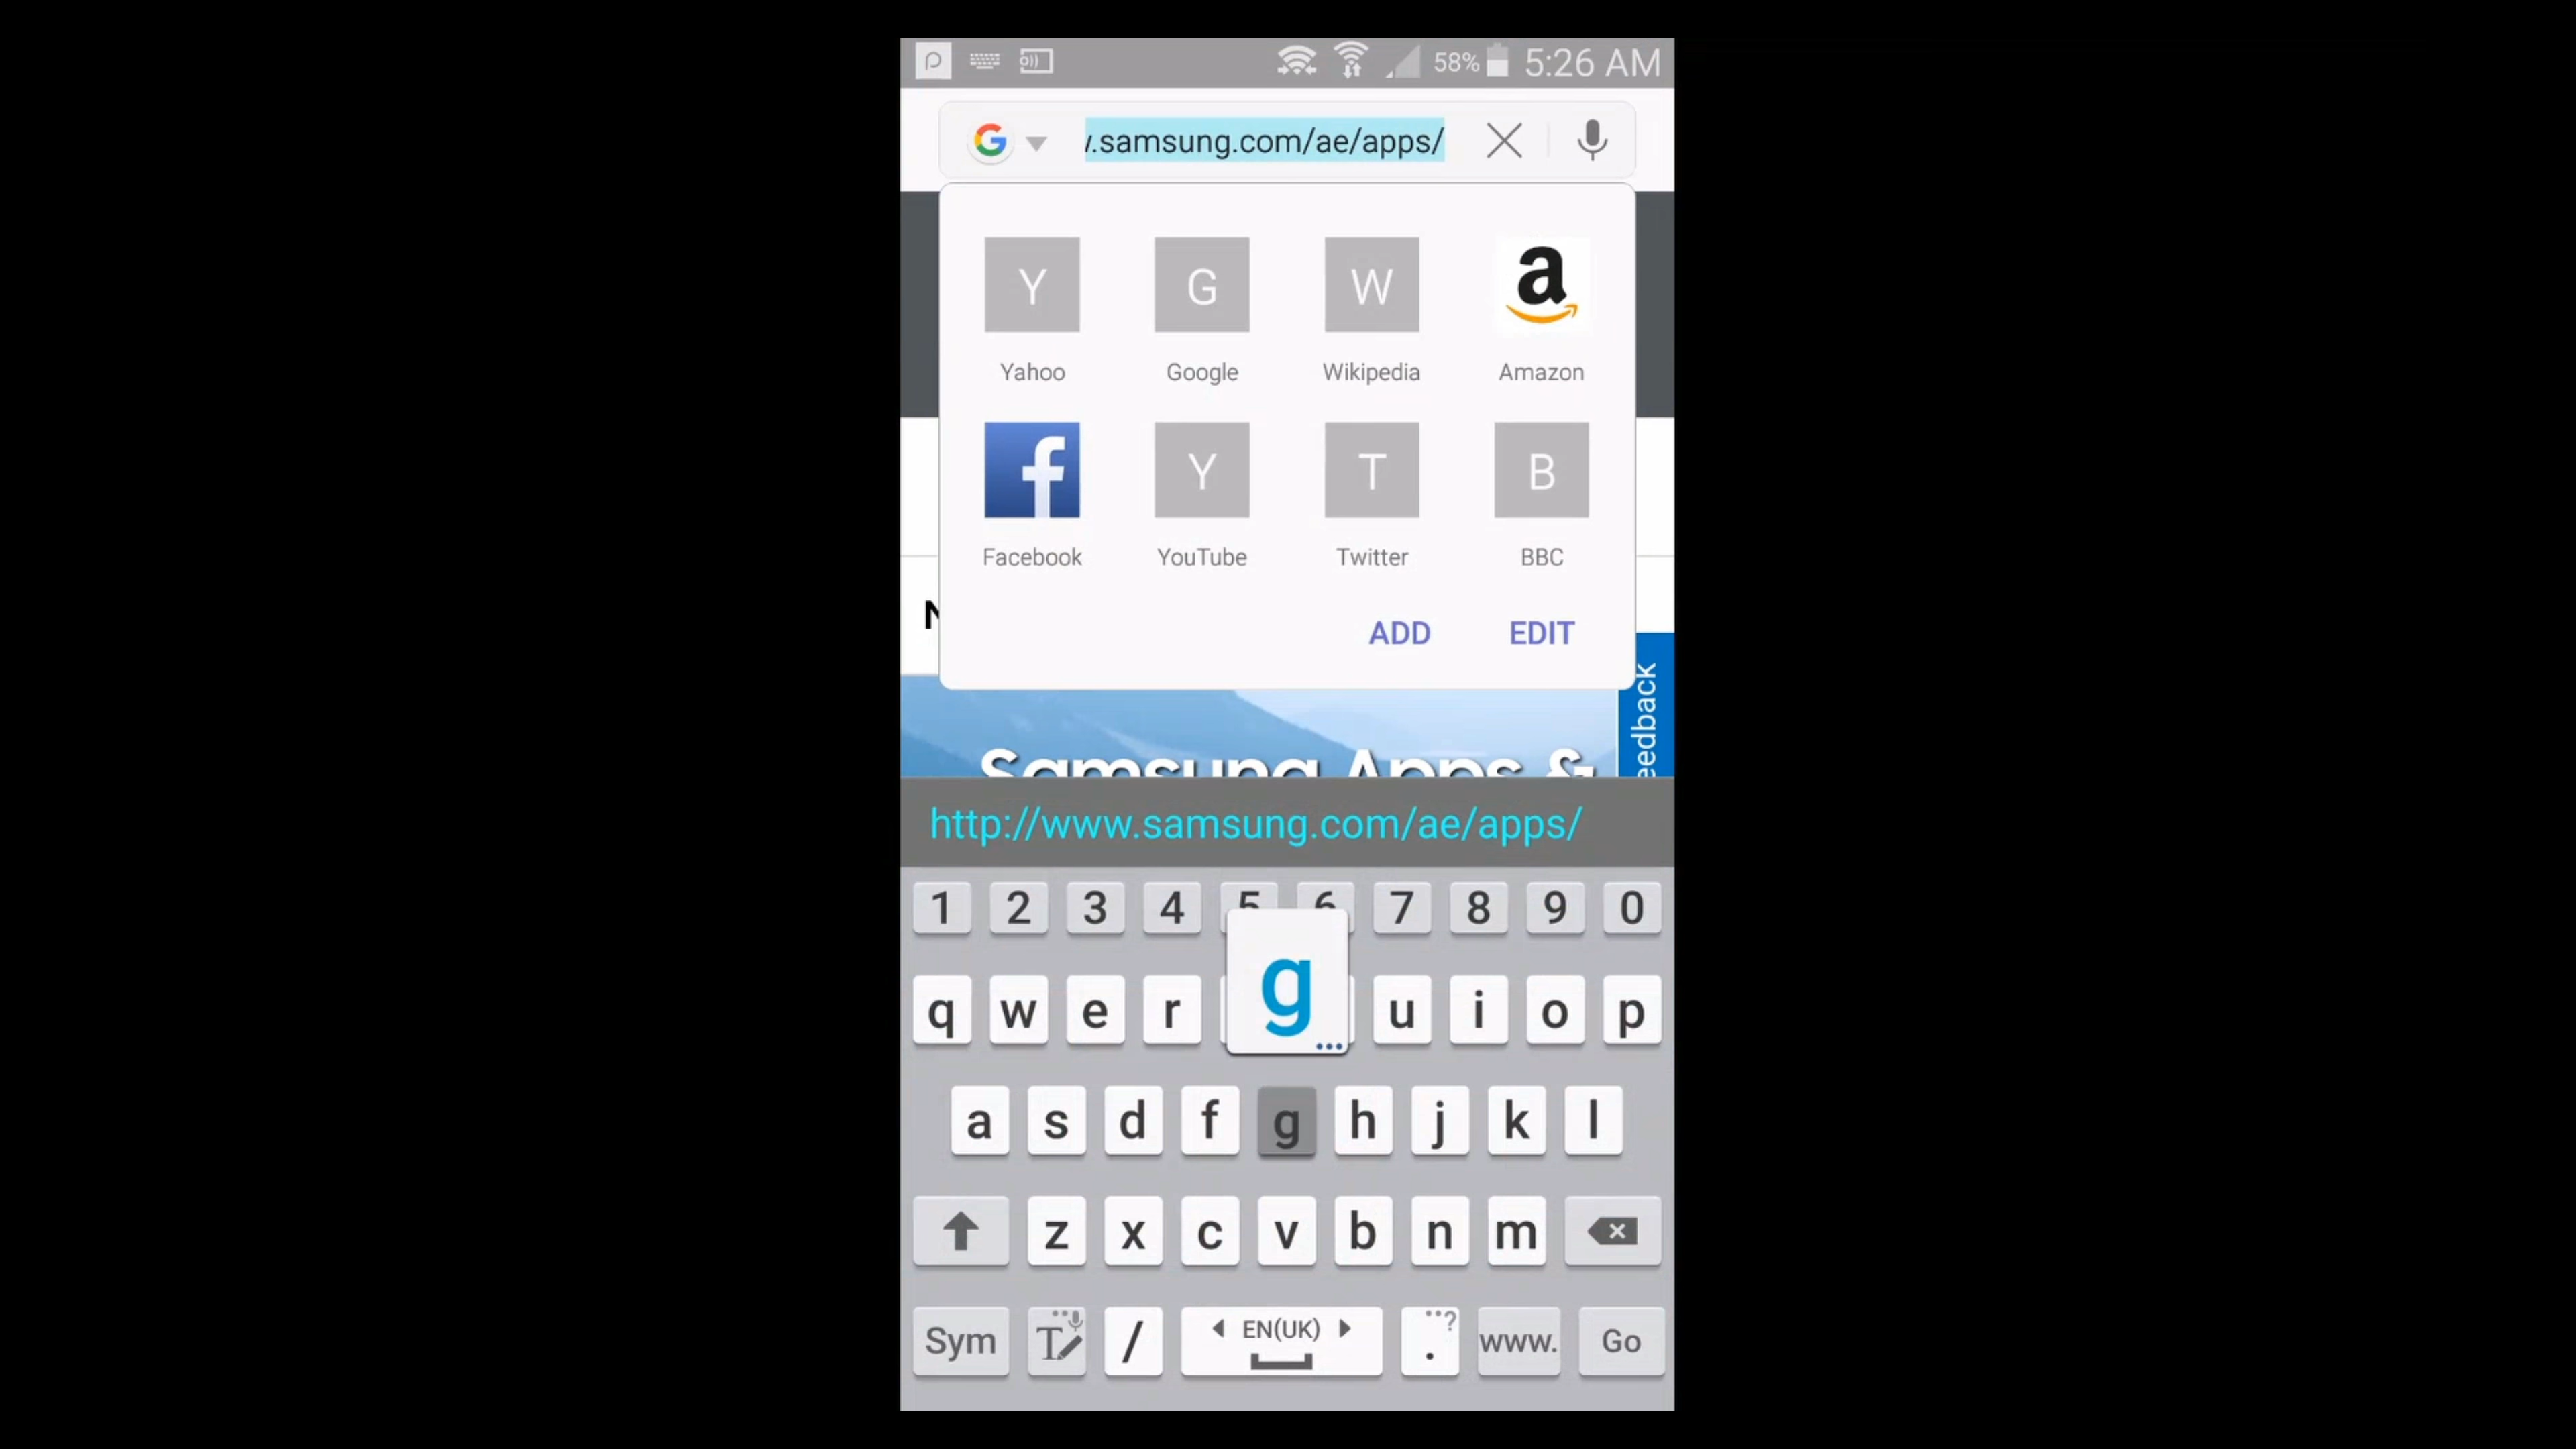 58% 5:26 AM
.samsung.com/ae/apps/
Y G W a
Yahoo Google Wikipedia Amazon
f Y T B
Facebook YouTube Twitter BBC
ADD EDIT
N
eedback
Samsung Apps &
http://www.samsung.com/ae/apps/
1 2 3 4 5 6 7 8 9 0
g
q w e r u i o p
a s d f g h j k l
z x c v b n m
Sym T / EN(UK) . ? www. Go